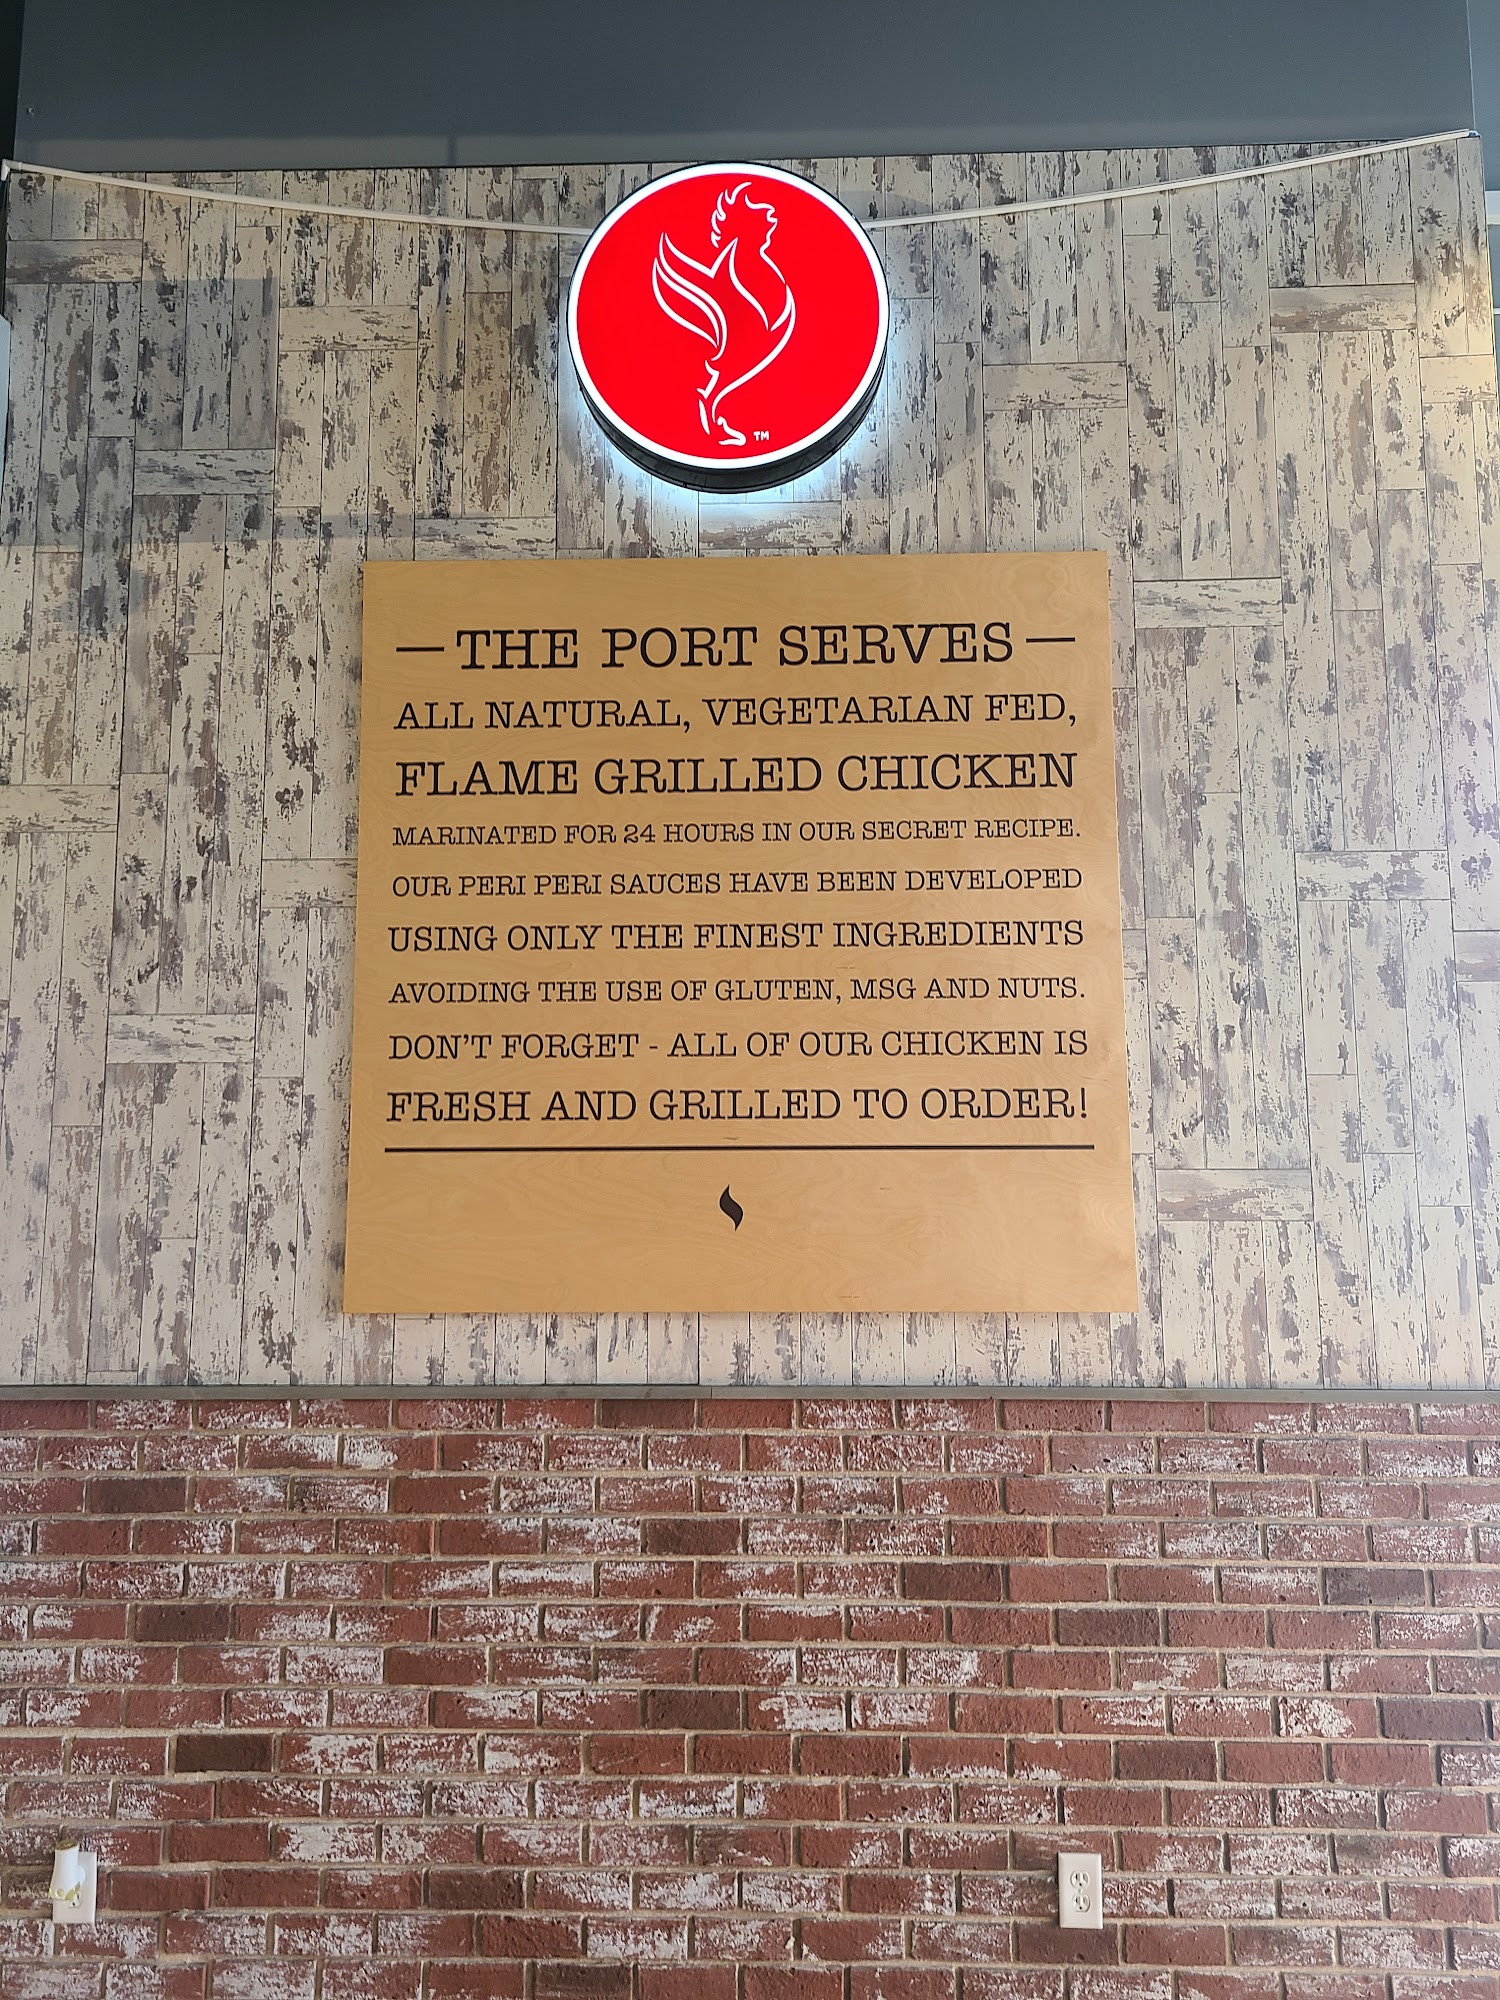 TM
— THE PORT SERVES —
ALL NATURAL, VEGETARIAN FED,
FLAME GRILLED CHICKEN
MARINATED FOR 24 HOURS IN OUR SECRET RECIPE.
OUR PERI PERI SAUCES HAVE BEEN DEVELOPED
USING ONLY THE FINEST INGREDIENTS
AVOIDING THE USE OF GLUTEN, MSG AND NUTS.
DON'T FORGET - ALL OF OUR CHICKEN IS
FRESH AND GRILLED TO ORDER!